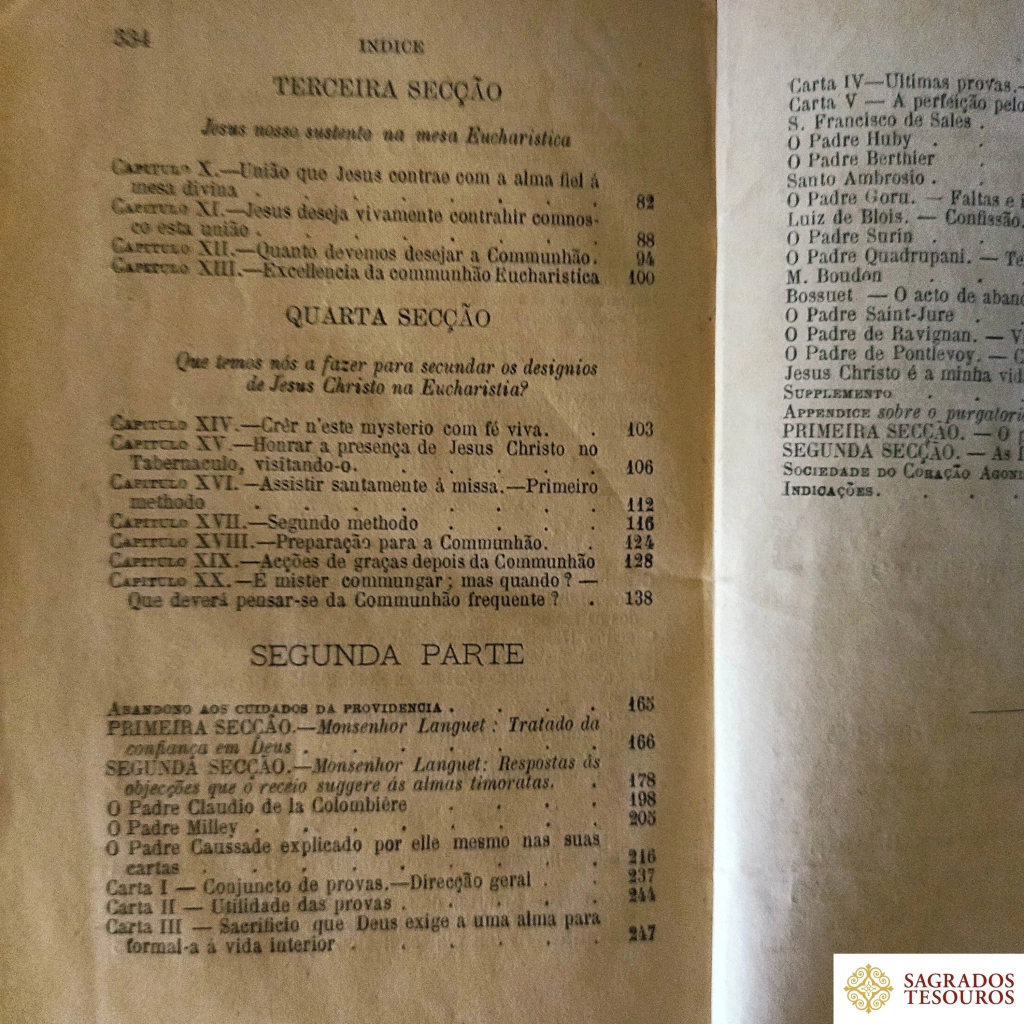 334
INDICE
TERCEIRA SECÇÃO
Jesus nosso sustento na mesa Eucharistica
CAPITULO X.—União que Jesus contrae com a alma fiel á
mesa divina . . . . . . . . 82
CAPITULO XI.—Jesus deseja vivamente contrahir comnos-
co esta união . . . . . . . 88
CAPITULO XII.—Quanto devemos desejar a Communhão. 94
CAPITULO XIII.—Excellencia da communhão Eucharistica 100
QUARTA SECÇÃO
Que temos nós a fazer para secundar os designios
de Jesus Christo na Eucharistia?
CAPITULO XIV.—Crêr n'este mysterio com fé viva. . 103
CAPITULO XV.—Honrar a presença de Jesus Christo no
Tabernaculo, visitando-o. . . . . . 106
CAPITULO XVI.—Assistir santamente á missa.—Primeiro
methodo . . . . . . . . 112
CAPITULO XVII.—Segundo methodo . . . . 116
CAPITULO XVIII.—Preparação para a Communhão. . 124
CAPITULO XIX.—Acções de graças depois da Communhão 128
CAPITULO XX.—E mister commungar; mas quando? —
Que deverá pensar-se da Communhão frequente? . 138
SEGUNDA PARTE
ABANDONO AOS CUIDADOS DA PROVIDENCIA . . . . 165
PRIMEIRA SECÇÃO.—Monsenhor Languet: Tratado da
confiança em Deus . . . . . . . 166
SEGUNDA SECÇÃO.—Monsenhor Languet: Respostas ás
objecções que o receio suggere ás almas timoratas. . 178
O Padre Claudio de la Colombière . . . . 198
O Padre Milley . . . . . . . . 205
O Padre Caussade explicado por elle mesmo nas suas
cartas . . . . . . . . . 216
Carta I — Conjuncto de provas.—Direcção geral . . 237
Carta II — Utilidade das provas . . . . . 244
Carta III — Sacrificio que Deus exige a uma alma para
formal-a á vida interior . . . . . . 247
Carta IV—Ultimas provas.—
Carta V — A perfeição pelo
S. Francisco de Sales .
O Padre Huby . .
O Padre Berthier .
Santo Ambrosio . .
O Padre Goru. — Faltas e i
Luiz de Blois. — Confissão,
O Padre Surin . .
O Padre Quadrupani. — Te
M. Boudon . .
Bossuet — O acto de aband
O Padre Saint-Jure .
O Padre de Ravignan. — V
O Padre de Pontlevoy. — C
Jesus Christo é a minha vida
SUPPLEMENTO . .
APPENDICE sobre o purgatorio
PRIMEIRA SECÇÃO. — O p
SEGUNDA SECÇÃO. — As I
SOCIEDADE DO CORAÇÃO AGONI
INDICAÇÕES. . . .
SAGRADOS
TESOUROS